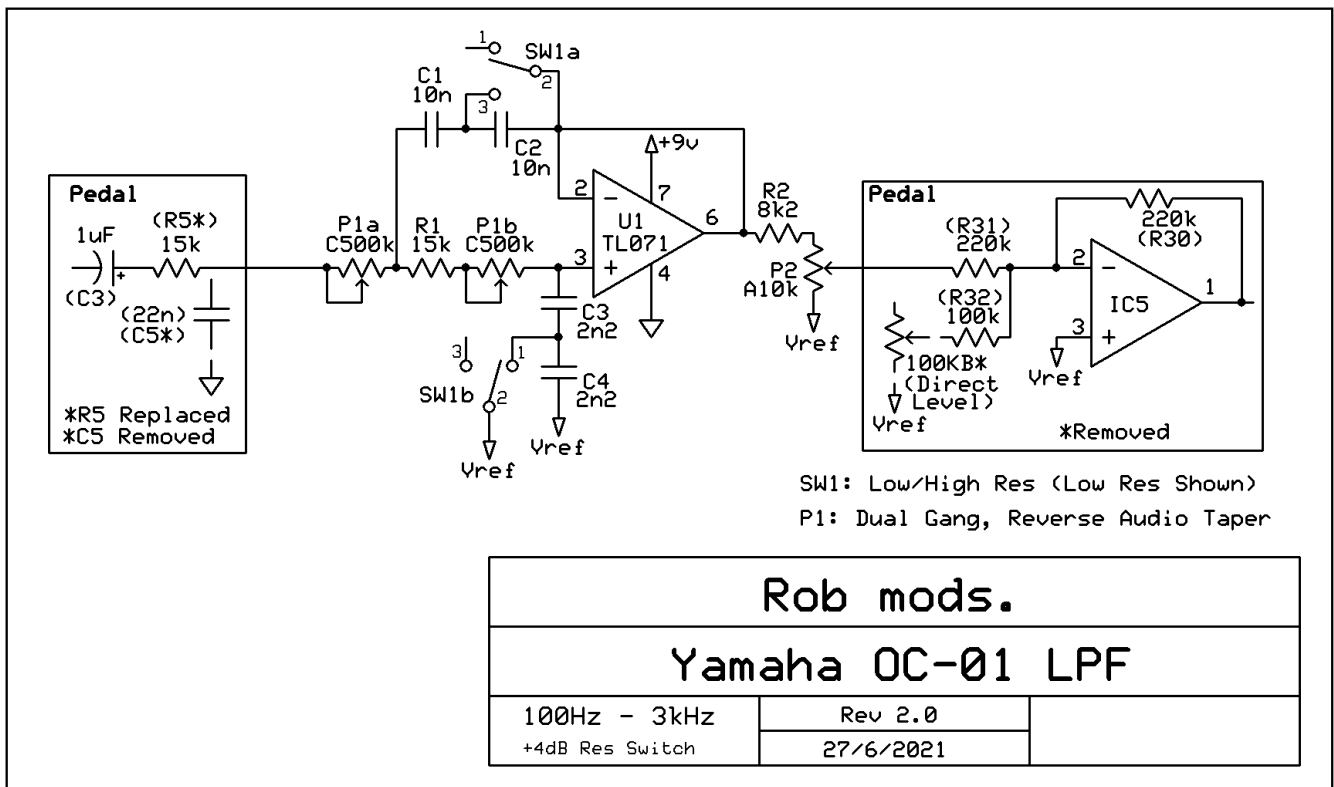 1
SW1a
2
3
C1
10n
C2
10n
+9v
7
2
-
U1
TL071
3
+
6
4
Pedal
(R5*)
15k
1uF
+
(C3)
(22n)
(C5*)
*R5 Replaced
*C5 Removed
P1a
C500k
R1
15k
P1b
C500k
C3
2n2
C4
2n2
Vref
3
1
2
SW1b
Vref
R2
8k2
P2
A10k
Vref
Pedal
(R31)
220k
220k
(R30)
2
-
IC5
1
3
+
(R32)
100k
100KB*
(Direct
Level)
Vref
Vref
*Removed
SW1: Low/High Res (Low Res Shown)
P1: Dual Gang, Reverse Audio Taper
Rob mods.
Yamaha OC-01 LPF
100Hz - 3kHz
+4dB Res Switch
Rev 2.0
27/6/2021